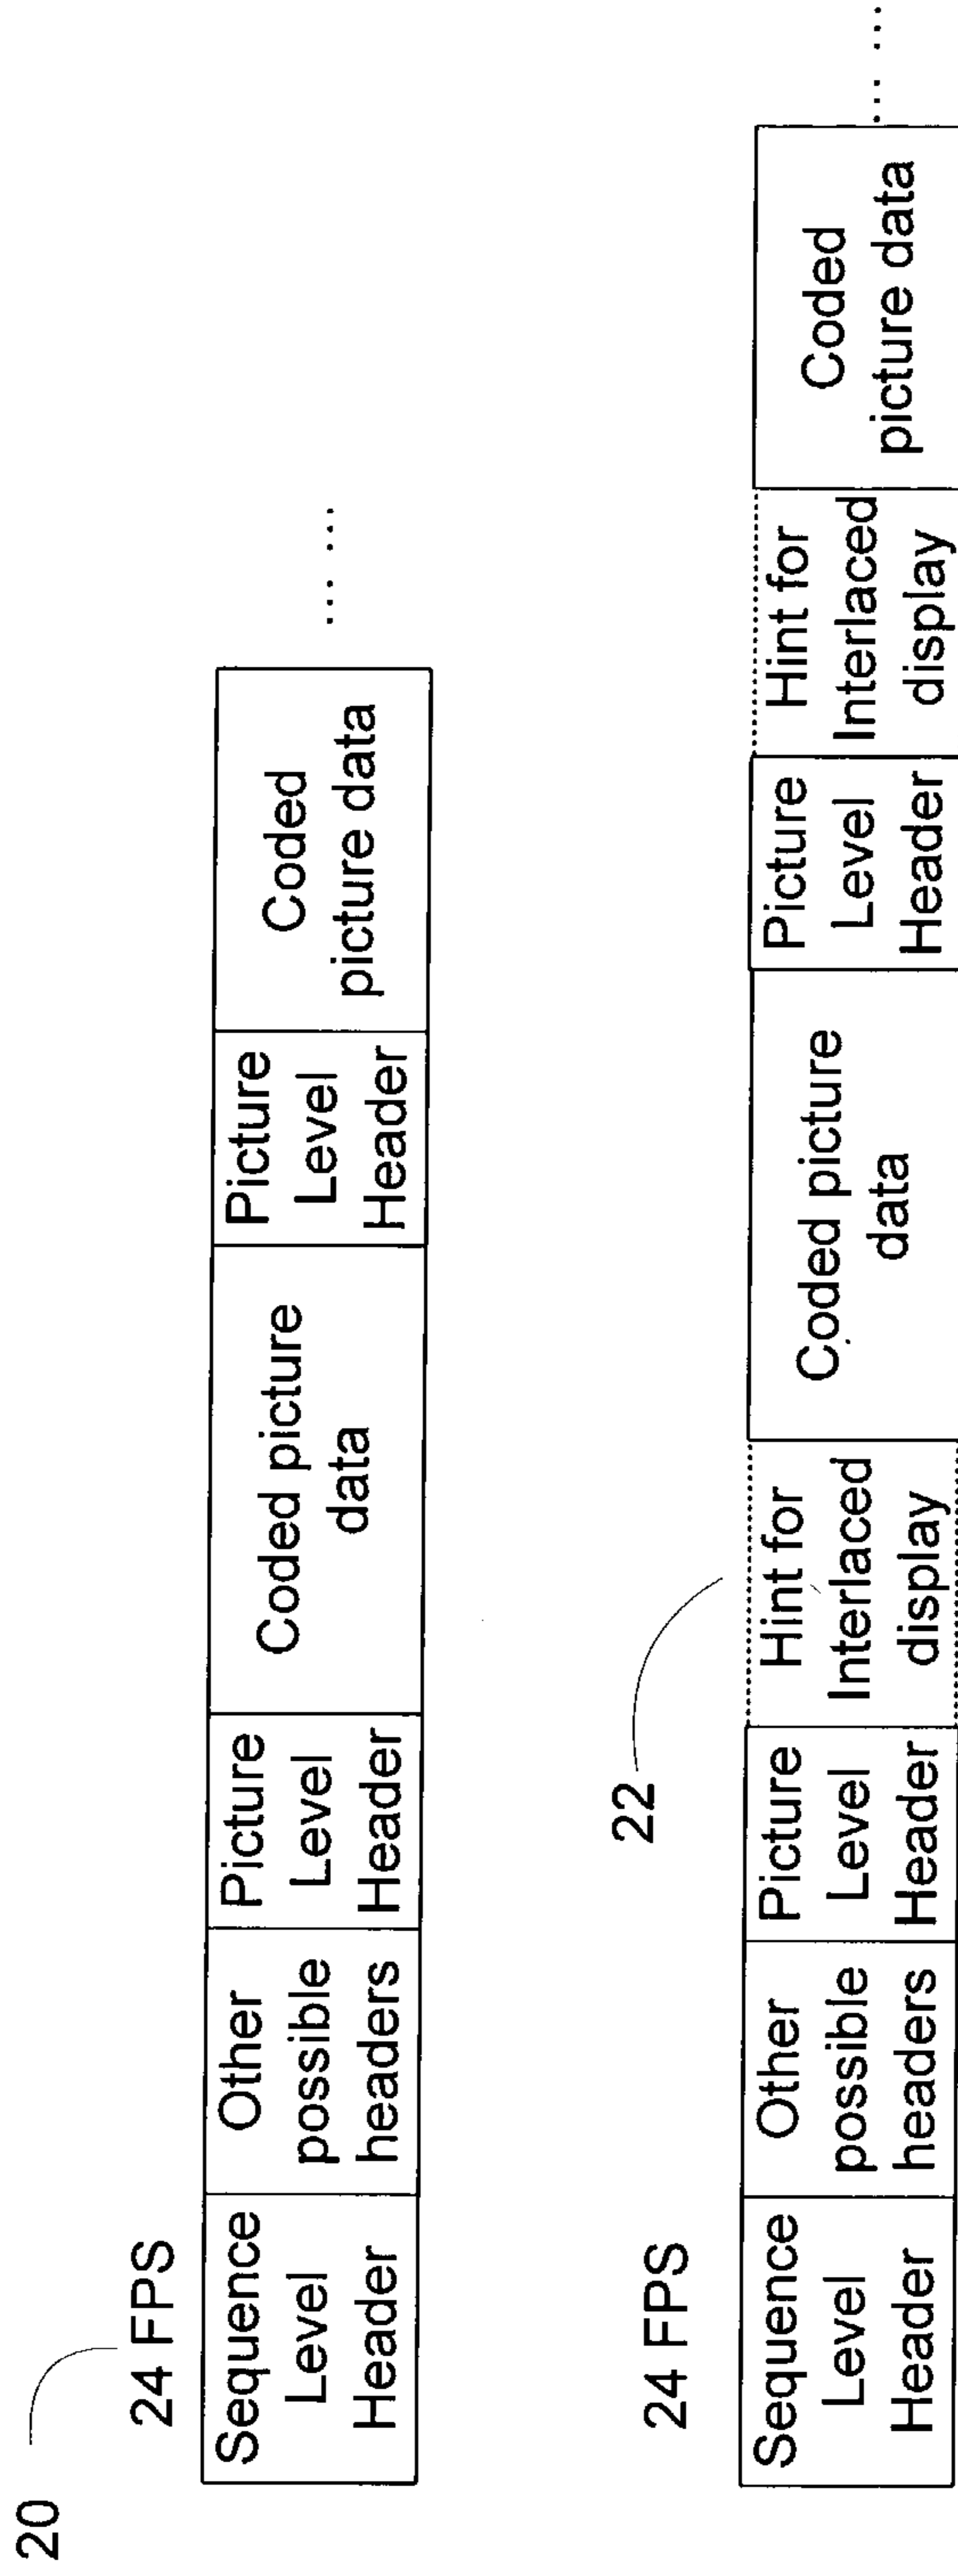 20
24 FPS
Sequence
Level
Header
Other
possible
headers
Picture
Level
Header
Coded picture
data
Picture
Level
Header
Coded
picture data
... ...
22
24 FPS
Sequence
Level
Header
Other
possible
headers
Picture
Level
Header
Hint for
Interlaced
display
Coded picture
data
Picture
Level
Header
Hint for
Interlaced
display
Coded
picture data
... ...